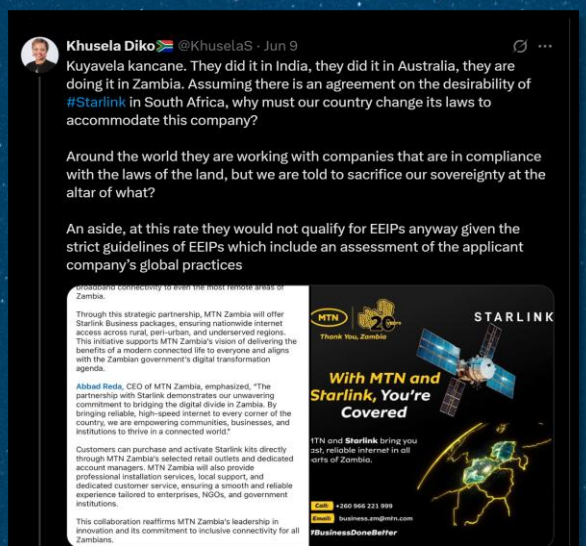 Khusela Diko🇿🇦 @KhuselaS · Jun 9
Kuyavela kancane. They did it in India, they did it in Australia, they are
doing it in Zambia. Assuming there is an agreement on the desirability of
#Starlink in South Africa, why must our country change its laws to
accommodate this company?
Around the world they are working with companies that are in compliance
with the laws of the land, but we are told to sacrifice our sovereignty at the
altar of what?
An aside, at this rate they would not qualify for EEIPs anyway given the
strict guidelines of EEIPs which include an assessment of the applicant
company's global practices
broadband connectivity to even the most remote areas of
Zambia.
Through this strategic partnership, MTN Zambia will offer
Starlink Business packages, ensuring nationwide internet
access across rural, peri-urban, and underserved regions.
This initiative supports MTN Zambia's vision of delivering the
benefits of a modern connected life to everyone and aligns
with the Zambian government's digital transformation
agenda.
Abbad Reda, CEO of MTN Zambia, emphasized, "The
partnership with Starlink demonstrates our unwavering
commitment to bridging the digital divide in Zambia. By
bringing reliable, high-speed internet to every corner of the
country, we are empowering communities, businesses, and
institutions to thrive in a connected world."
Customers can purchase and activate Starlink kits directly
through MTN Zambia's selected retail outlets and dedicated
account managers. MTN Zambia will also provide
professional installation services, local support, and
dedicated customer service, ensuring a smooth and reliable
experience tailored to enterprises, NGOs, and government
institutions.
This collaboration reaffirms MTN Zambia's leadership in
innovation and its commitment to inclusive connectivity for all
Zambians.
MTN
Thank You, Zambia
STARLINK
With MTN and
Starlink, You're
Covered
MTN and Starlink bring you
fast, reliable internet in all
parts of Zambia.
Call: +260 966 221 999
Email: business.zm@mtn.com
#BusinessDoneBetter